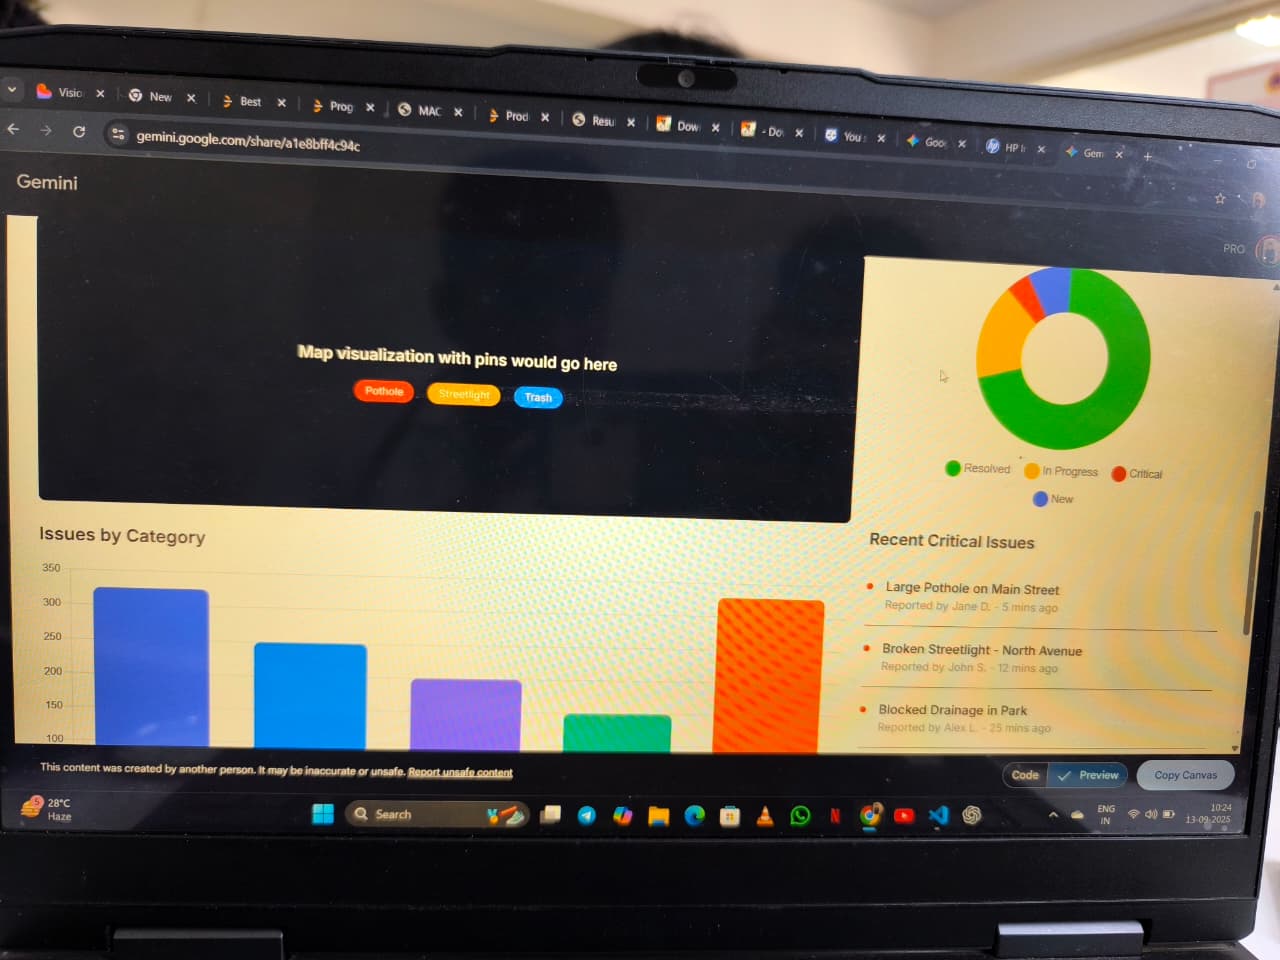 Visio
New
Best
Prog
MAC
Prod
Resu
Dow
- Do
You
Goo
HP
Gem
gemini.google.com/share/a1e8bff4c94c
Gemini
PRO
Map visualization with pins would go here
Pothole Streetlight Trash
Resolved In Progress Critical
New
Issues by Category
350
300
250
200
150
100
Recent Critical Issues
Large Pothole on Main Street
Reported by Jane D. - 5 mins ago
Broken Streetlight - North Avenue
Reported by John S. - 12 mins ago
Blocked Drainage in Park
Reported by Alex L. - 25 mins ago
This content was created by another person. It may be inaccurate or unsafe. Report unsafe content
Code Preview Copy Canvas
5
28°C
Haze
Search
ENG
IN
10:24
13-09-2025